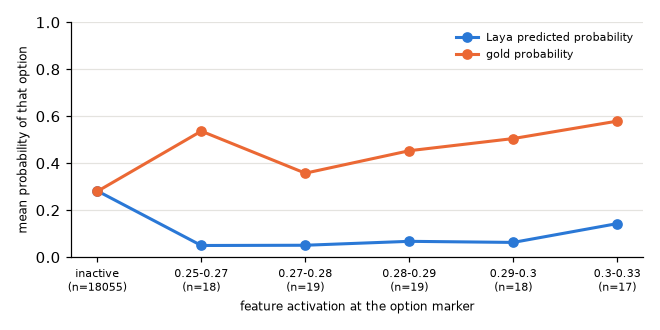 1.0
0.8
0.6
0.4
0.2
0.0
mean probability of that option
Laya predicted probability
gold probability
inactive
(n=18055)
0.25-0.27
(n=18)
0.27-0.28
(n=19)
0.28-0.29
(n=19)
0.29-0.3
(n=18)
0.3-0.33
(n=17)
feature activation at the option marker